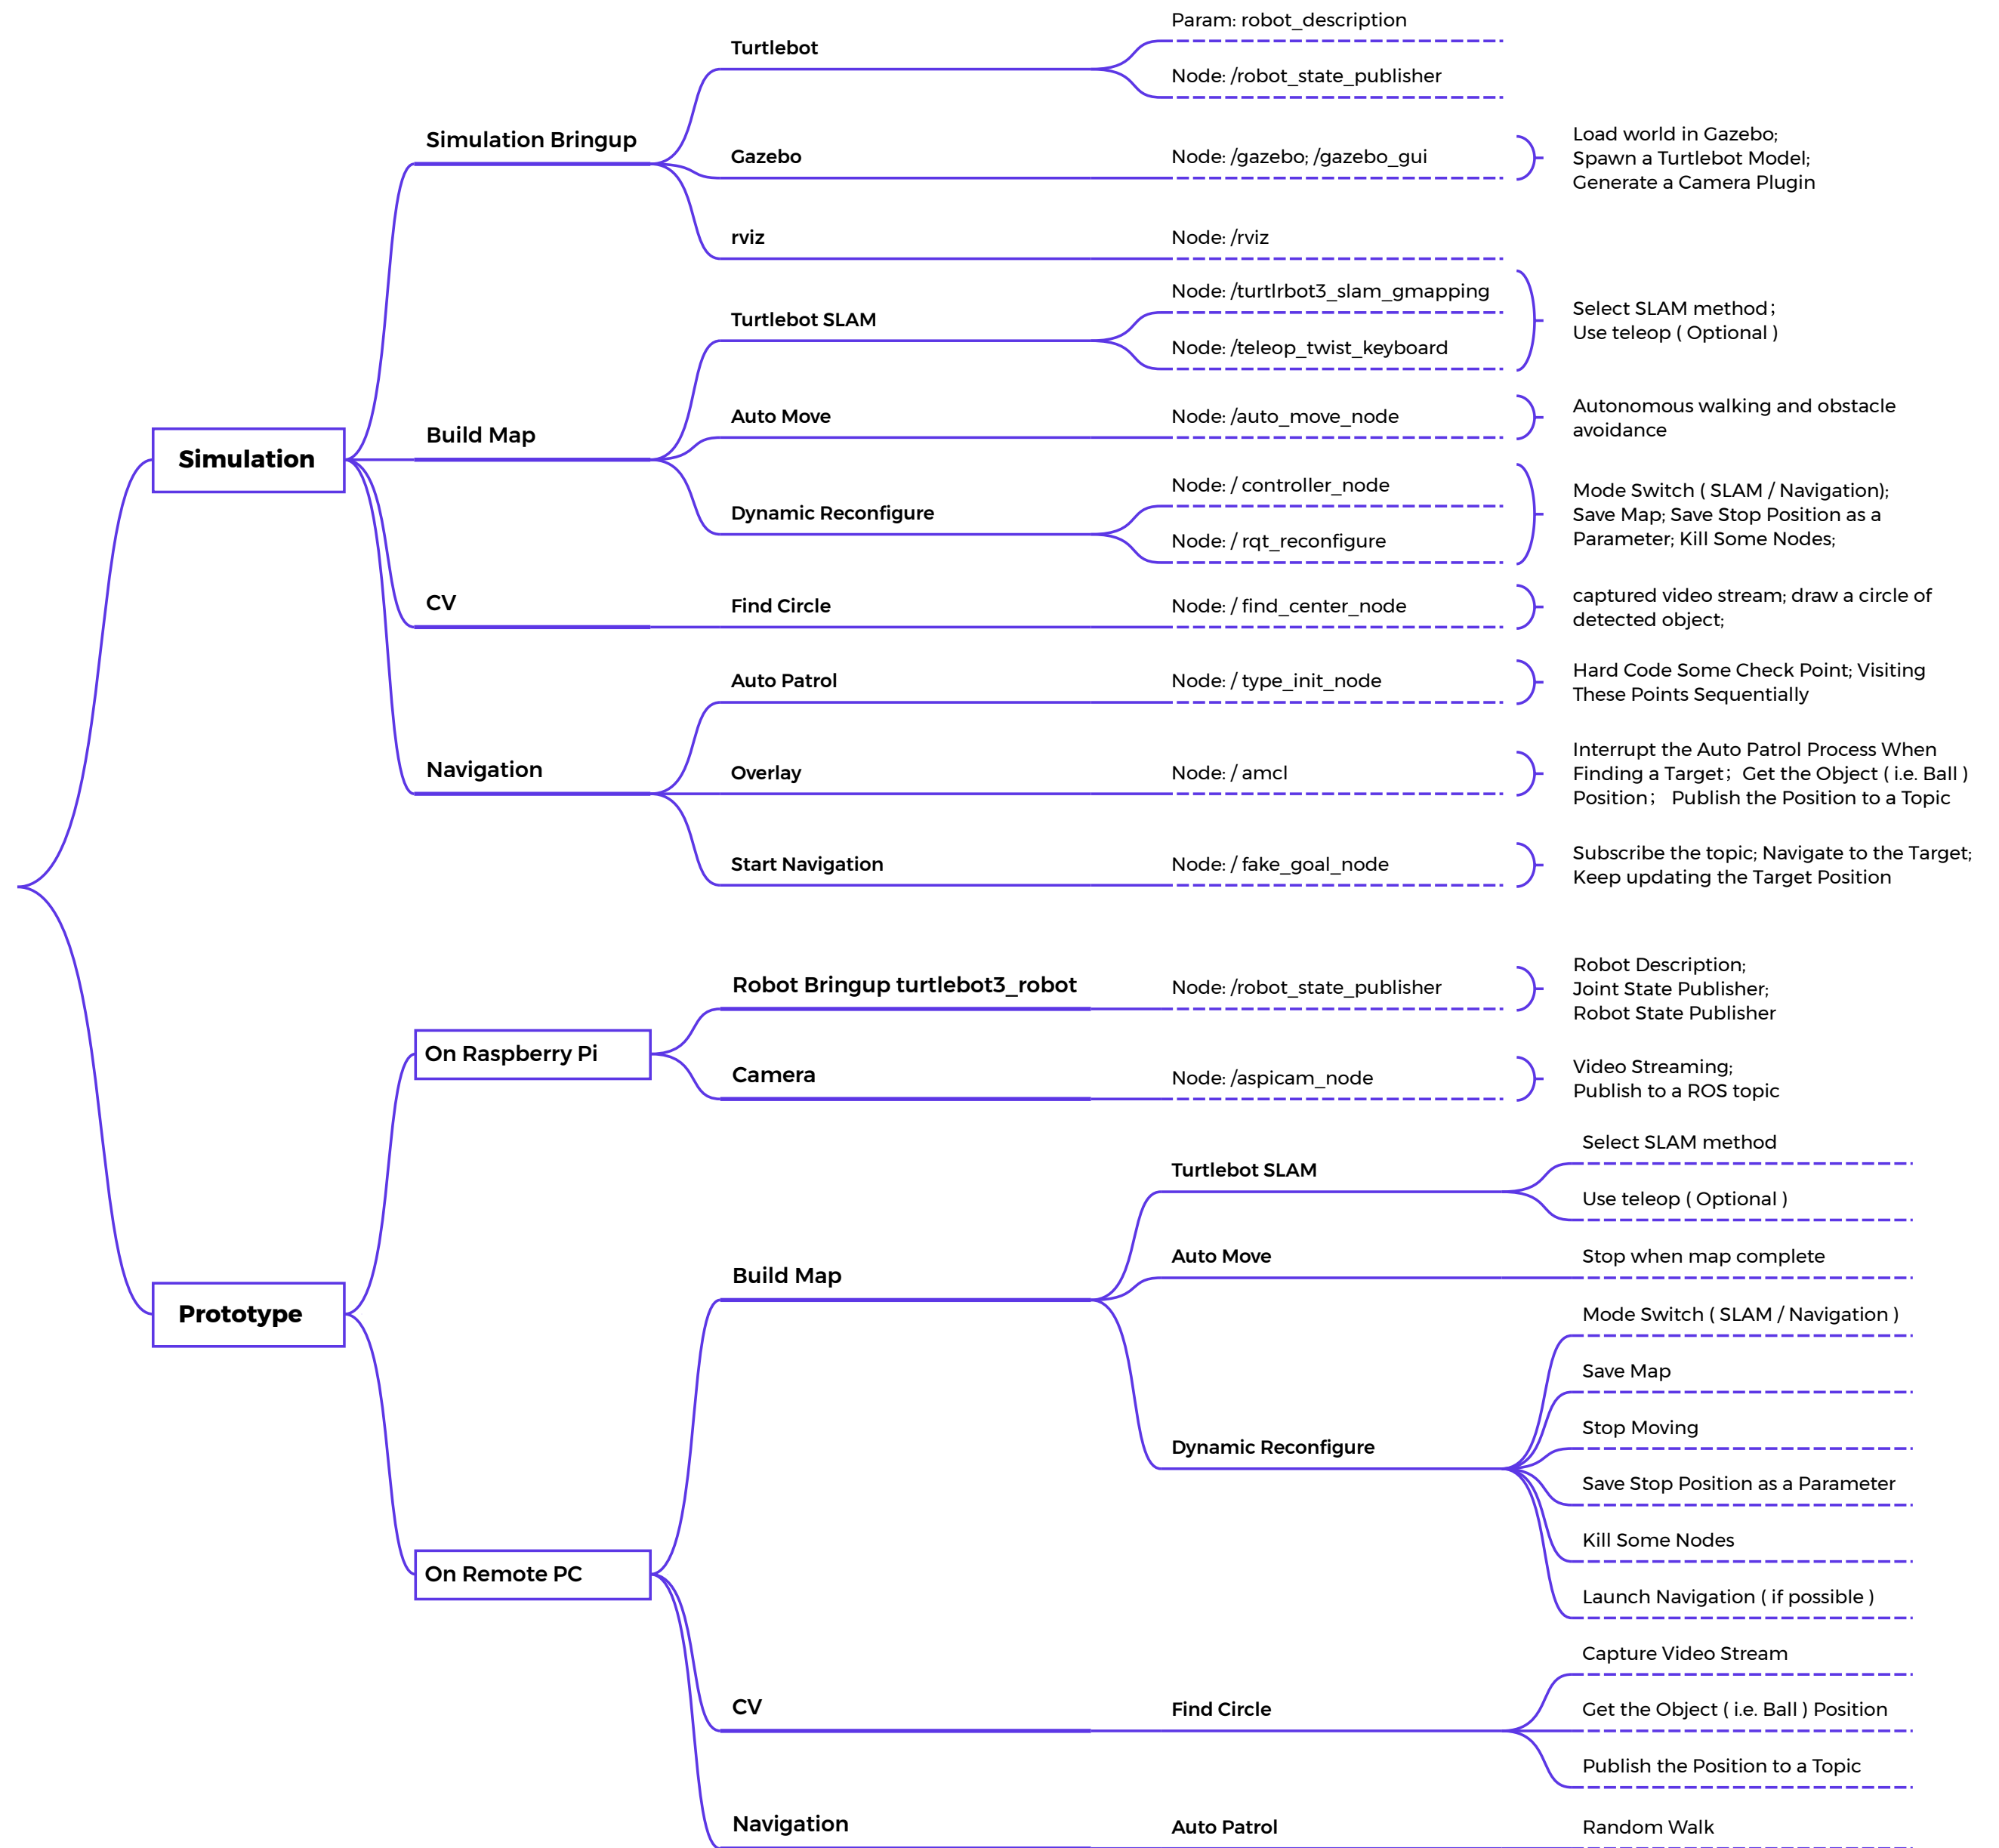 Simulation
Simulation Bringup
Turtlebot
Param: robot_description
Node: /robot_state_publisher
Gazebo
Node: /gazebo; /gazebo_gui
Load world in Gazebo;
Spawn a Turtlebot Model;
Generate a Camera Plugin
rviz
Node: /rviz
Build Map
Turtlebot SLAM
Node: /turtlrbot3_slam_gmapping
Node: /teleop_twist_keyboard
Select SLAM method；
Use teleop ( Optional )
Auto Move
Node: /auto_move_node
Autonomous walking and obstacle
avoidance
Dynamic Reconfigure
Node: / controller_node
Node: / rqt_reconfigure
Mode Switch ( SLAM / Navigation);
Save Map; Save Stop Position as a
Parameter; Kill Some Nodes;
CV
Find Circle
Node: / find_center_node
captured video stream; draw a circle of
detected object;
Navigation
Auto Patrol
Node: / type_init_node
Hard Code Some Check Point; Visiting
These Points Sequentially
Overlay
Node: / amcl
Interrupt the Auto Patrol Process When
Finding a Target； Get the Object ( i.e. Ball )
Position； Publish the Position to a Topic
Start Navigation
Node: / fake_goal_node
Subscribe the topic; Navigate to the Target;
Keep updating the Target Position
Prototype
On Raspberry Pi
Robot Bringup turtlebot3_robot
Node: /robot_state_publisher
Robot Description;
Joint State Publisher;
Robot State Publisher
Camera
Node: /aspicam_node
Video Streaming;
Publish to a ROS topic
On Remote PC
Build Map
Turtlebot SLAM
Select SLAM method
Use teleop ( Optional )
Auto Move
Stop when map complete
Dynamic Reconfigure
Mode Switch ( SLAM / Navigation )
Save Map
Stop Moving
Save Stop Position as a Parameter
Kill Some Nodes
Launch Navigation ( if possible )
CV
Find Circle
Capture Video Stream
Get the Object ( i.e. Ball ) Position
Publish the Position to a Topic
Navigation
Auto Patrol
Random Walk